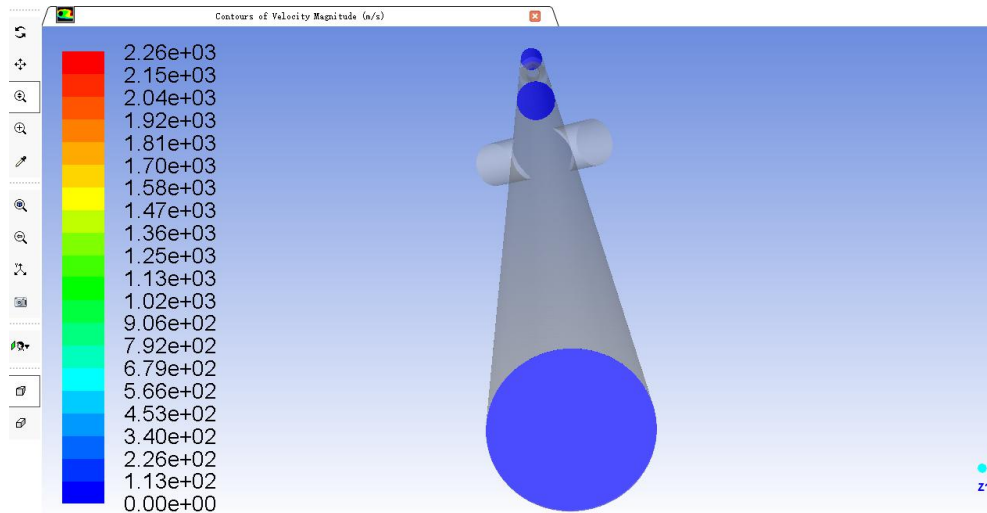 Contours of Velocity Magnitude (m/s)
2.26e+03
2.15e+03
2.04e+03
1.92e+03
1.81e+03
1.70e+03
1.58e+03
1.47e+03
1.36e+03
1.25e+03
1.13e+03
1.02e+03
9.06e+02
7.92e+02
6.79e+02
5.66e+02
4.53e+02
3.40e+02
2.26e+02
1.13e+02
0.00e+00